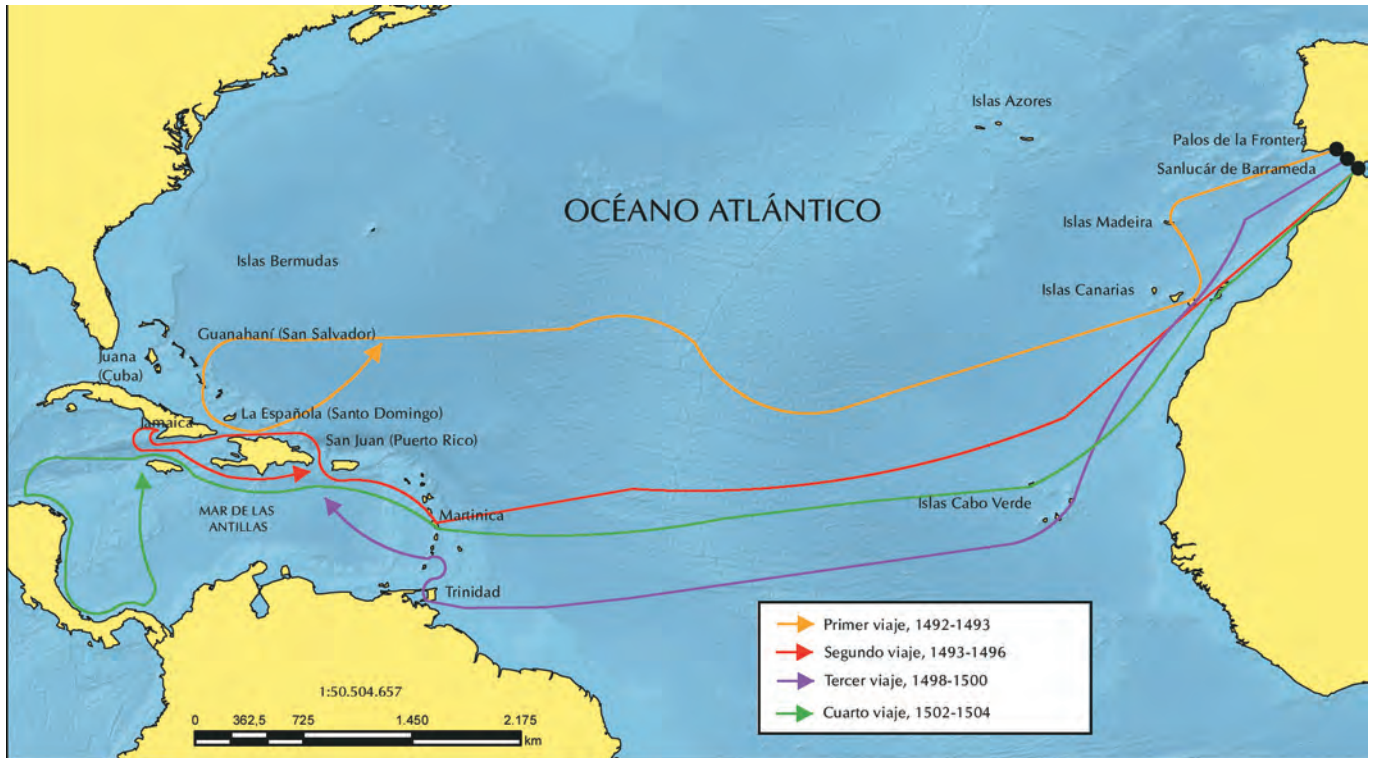 Islas Azores
Palos de la Frontera
Sanlucár de Barrameda
OCÉANO ATLÁNTICO
Islas Madeira
Islas Bermudas
Islas Canarias
Guanahaní (San Salvador)
Juana
(Cuba)
La Española (Santo Domingo)
Jamaica
San Juan (Puerto Rico)
Islas Cabo Verde
MAR DE LAS
ANTILLAS
Martinica
Trinidad
Primer viaje, 1492-1493
Segundo viaje, 1493-1496
Tercer viaje, 1498-1500
Cuarto viaje, 1502-1504
1:50.504.657
0 362,5 725 1.450 2.175
km